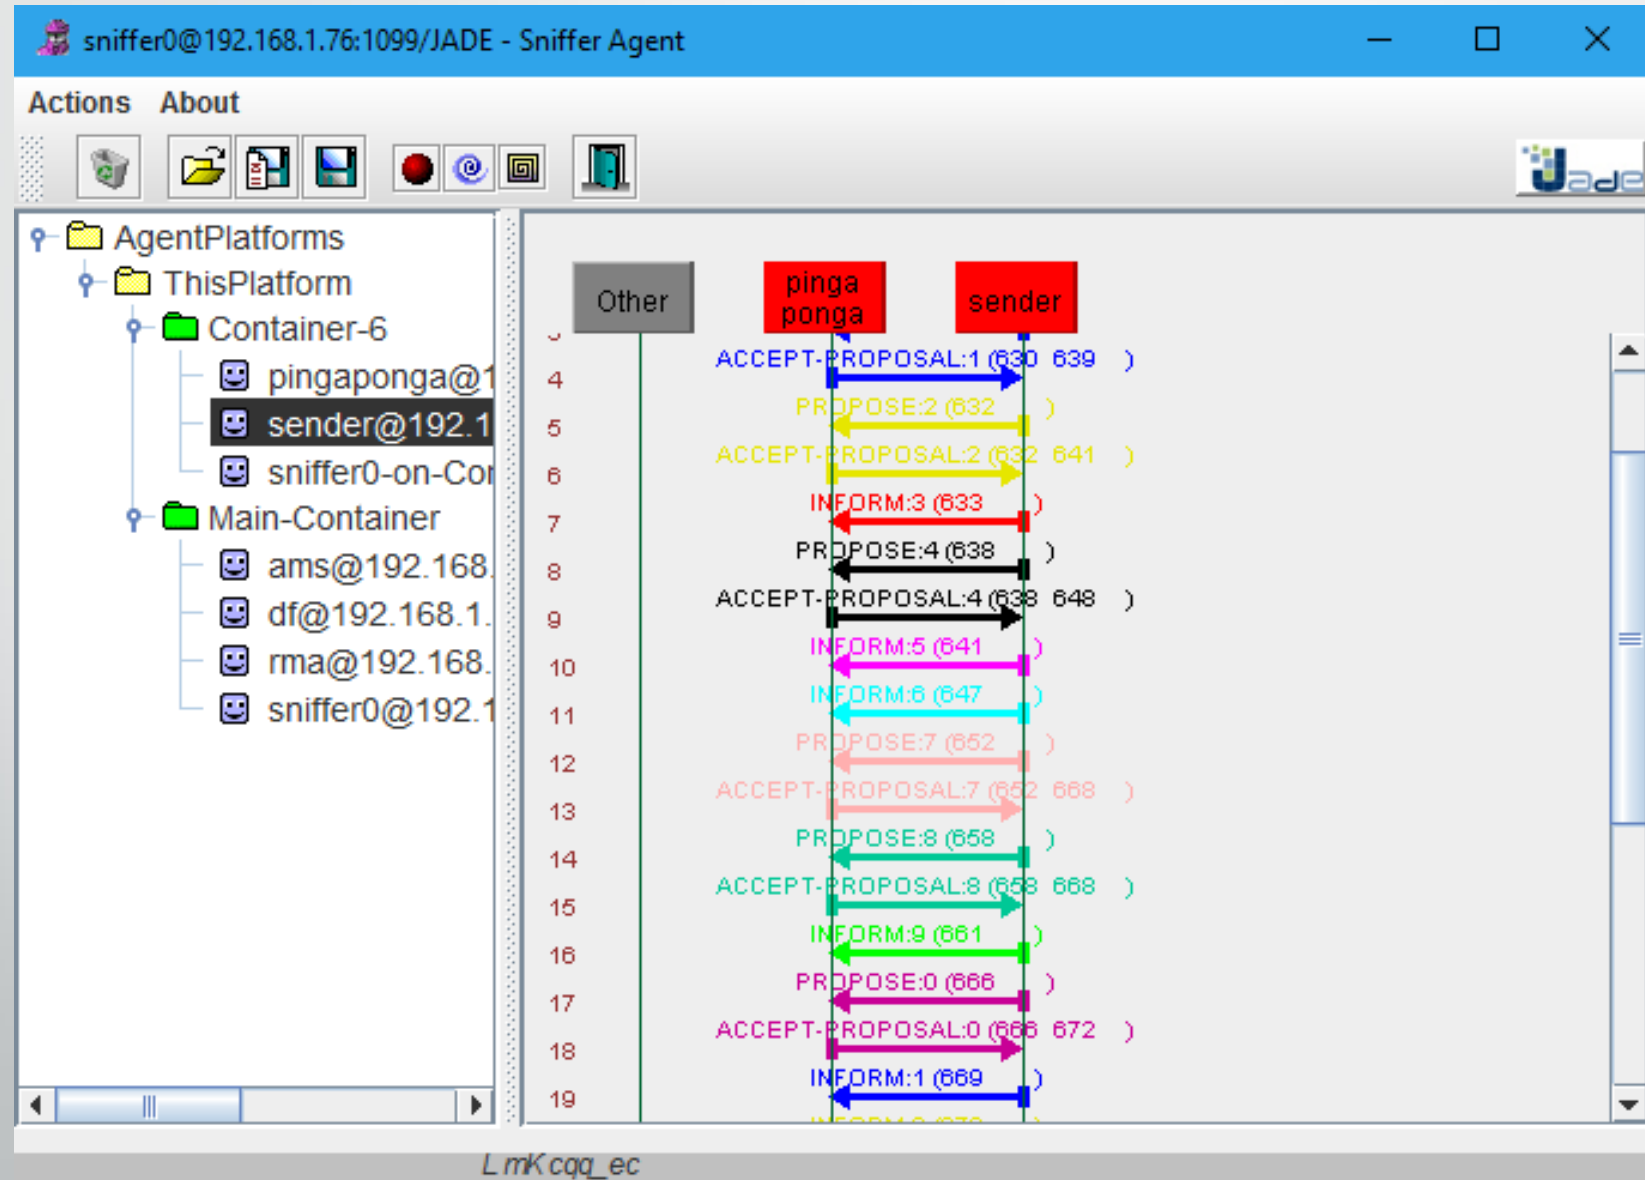 sniffer0@192.168.1.76:1099/JADE - Sniffer Agent
Actions About
Jade
AgentPlatforms
ThisPlatform
Container-6
pingaponga@1
sender@192.1
sniffer0-on-Cor
Main-Container
ams@192.168.
df@192.168.1.
rma@192.168.
sniffer0@192.1
Other
pinga
ponga
sender
ACCEPT-PROPOSAL:1 (630 639 )
4
PROPOSE:2 (632 )
5
ACCEPT-PROPOSAL:2 (632 641 )
6
INFORM:3 (633 )
7
PROPOSE:4 (638 )
8
ACCEPT-PROPOSAL:4 (638 648 )
9
INFORM:5 (641 )
10
INFORM:6 (647 )
11
PROPOSE:7 (652 )
12
ACCEPT-PROPOSAL:7 (652 668 )
13
PROPOSE:8 (658 )
14
ACCEPT-PROPOSAL:8 (658 668 )
15
INFORM:9 (661 )
16
PROPOSE:0 (666 )
17
ACCEPT-PROPOSAL:0 (666 672 )
18
INFORM:1 (669 )
19
L mK cqq_ec